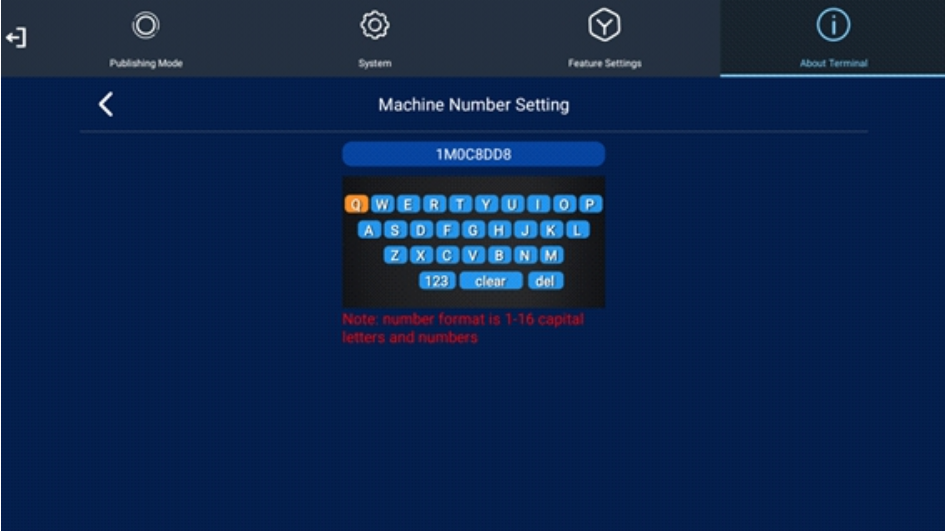 Publishing Mode
System
Feature Settings
About Terminal
Machine Number Setting
1M0C8DD8
Q W E R T Y U I O P
A S D F G H J K L
Z X C V B N M
123 clear del
Note: number format is 1-16 capital
letters and numbers